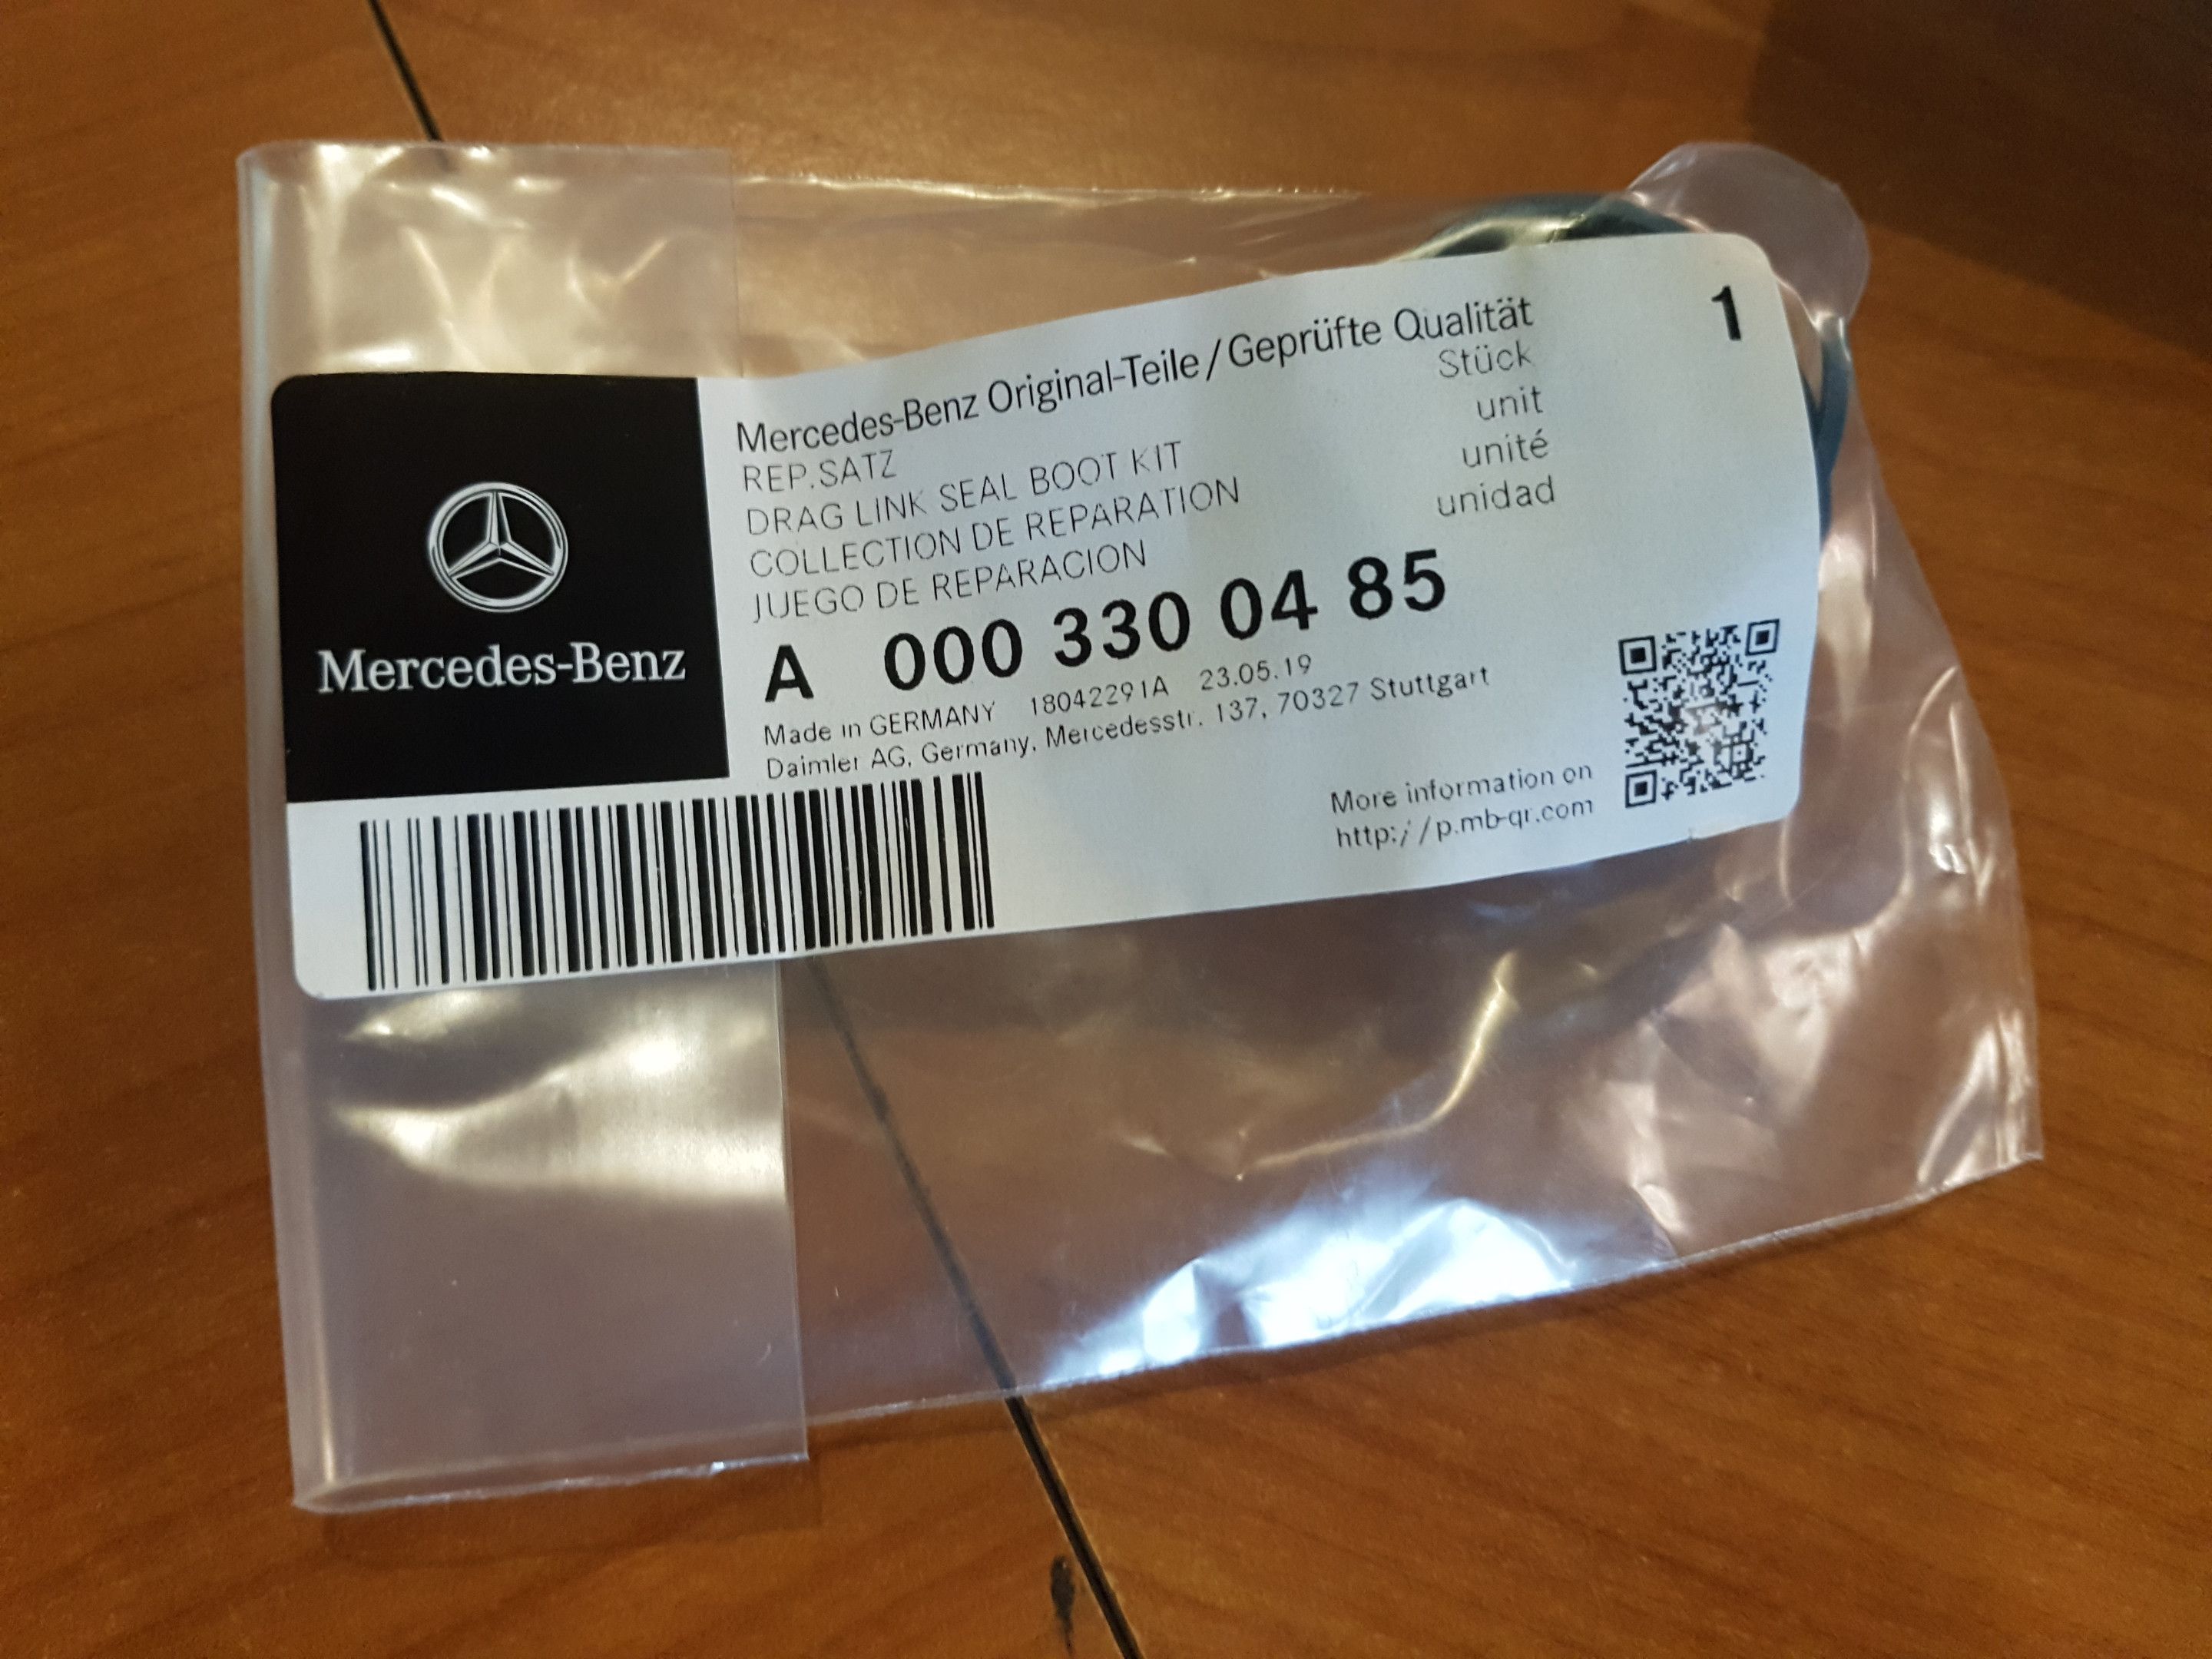 Mercedes-Benz
Mercedes-Benz Original-Teile/Geprüfte Qualität
REP.SATZ
DRAG LINK SEAL BOOT KIT
COLLECTION DE REPARATION
JUEGO DE REPARACION
Stück
unit
unité
unidad
1
A 000 330 04 85
Made in GERMANY 18042291A 23.05.19
Daimler AG, Germany, Mercedesstr. 137, 70327 Stuttgart
More information on
http://p.mb-qr.com